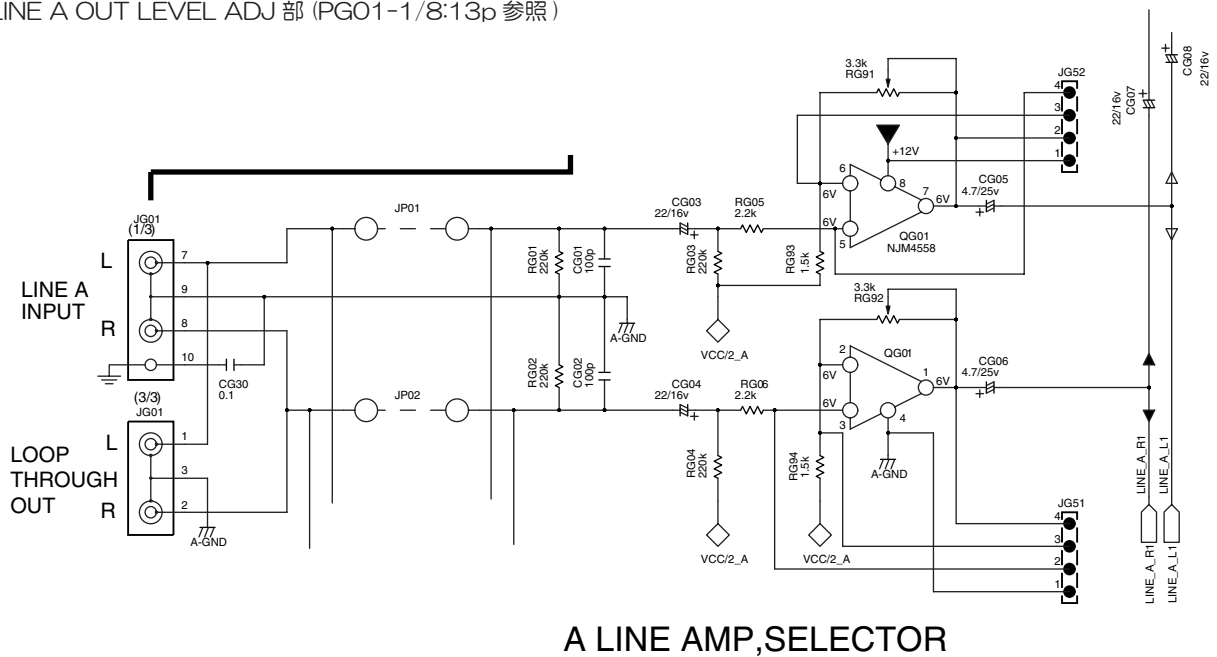 LINE A OUT LEVEL ADJ 部 (PG01-1/8:13p 参照)
JG01
(1/3)
L
R
LINE A
INPUT
7
9
8
10
CG30
0.1
(3/3)
JG01
L
R
LOOP
THROUGH
OUT
1
3
2
A-GND
JP01
JP02
RG01
220k
CG01
100p
RG02
220k
CG02
100p
A-GND
CG03
22/16v
+
RG05
2.2k
RG03
220k
VCC/2_A
RG93
1.5k
3.3k
RG91
+12V
6
6V
8
7
6V
6V
5
QG01
NJM4558
CG05
4.7/25v
+
JG52
4
3
2
1
CG04
22/16v
+
RG06
2.2k
RG04
220k
VCC/2_A
RG94
1.5k
VCC/2_A
3.3k
RG92
2
6V
QG01
1
6V
6V
3
4
A-GND
CG06
4.7/25v
+
JG51
4
3
2
1
+
22/16v
CG07
+
CG08
22/16v
LINE_A_R1
LINE_A_L1
LINE_A_R1
LINE_A_L1
A LINE AMP,SELECTOR